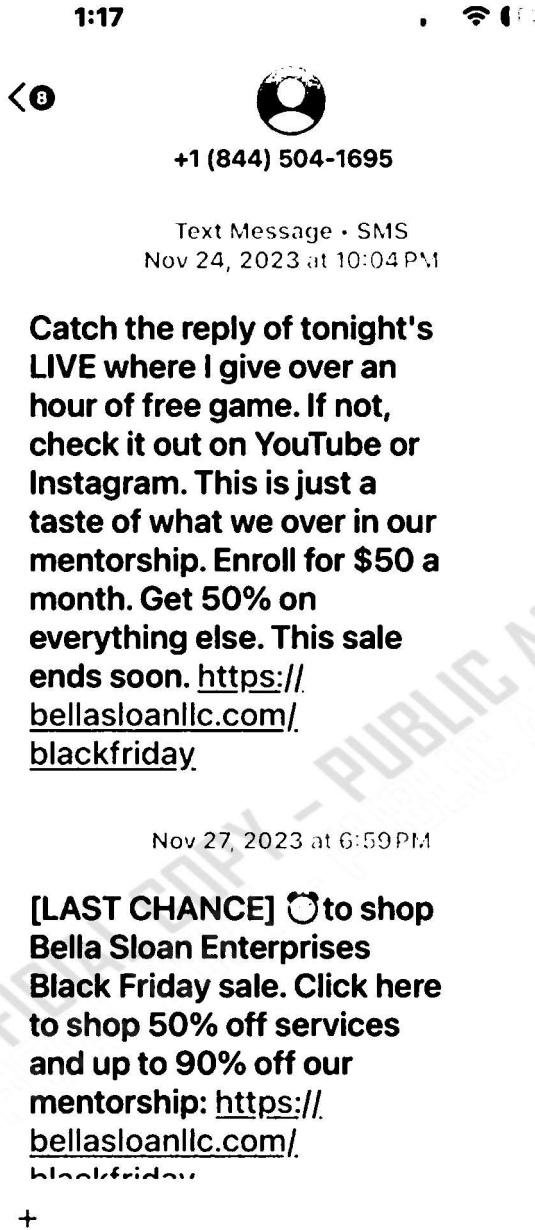 1:17
8
+1 (844) 504-1695
Text Message • SMS
Nov 24, 2023 at 10:04 PM
Catch the reply of tonight's
LIVE where I give over an
hour of free game. If not,
check it out on YouTube or
Instagram. This is just a
taste of what we over in our
mentorship. Enroll for $50 a
month. Get 50% on
everything else. This sale
ends soon. https://
bellasloanllc.com/
blackfriday
Nov 27, 2023 at 6:59 PM
[LAST CHANCE] ⏰to shop
Bella Sloan Enterprises
Black Friday sale. Click here
to shop 50% off services
and up to 90% off our
mentorship: https://
bellasloanllc.com/
blackfriday
+
COPY - PUBLIC